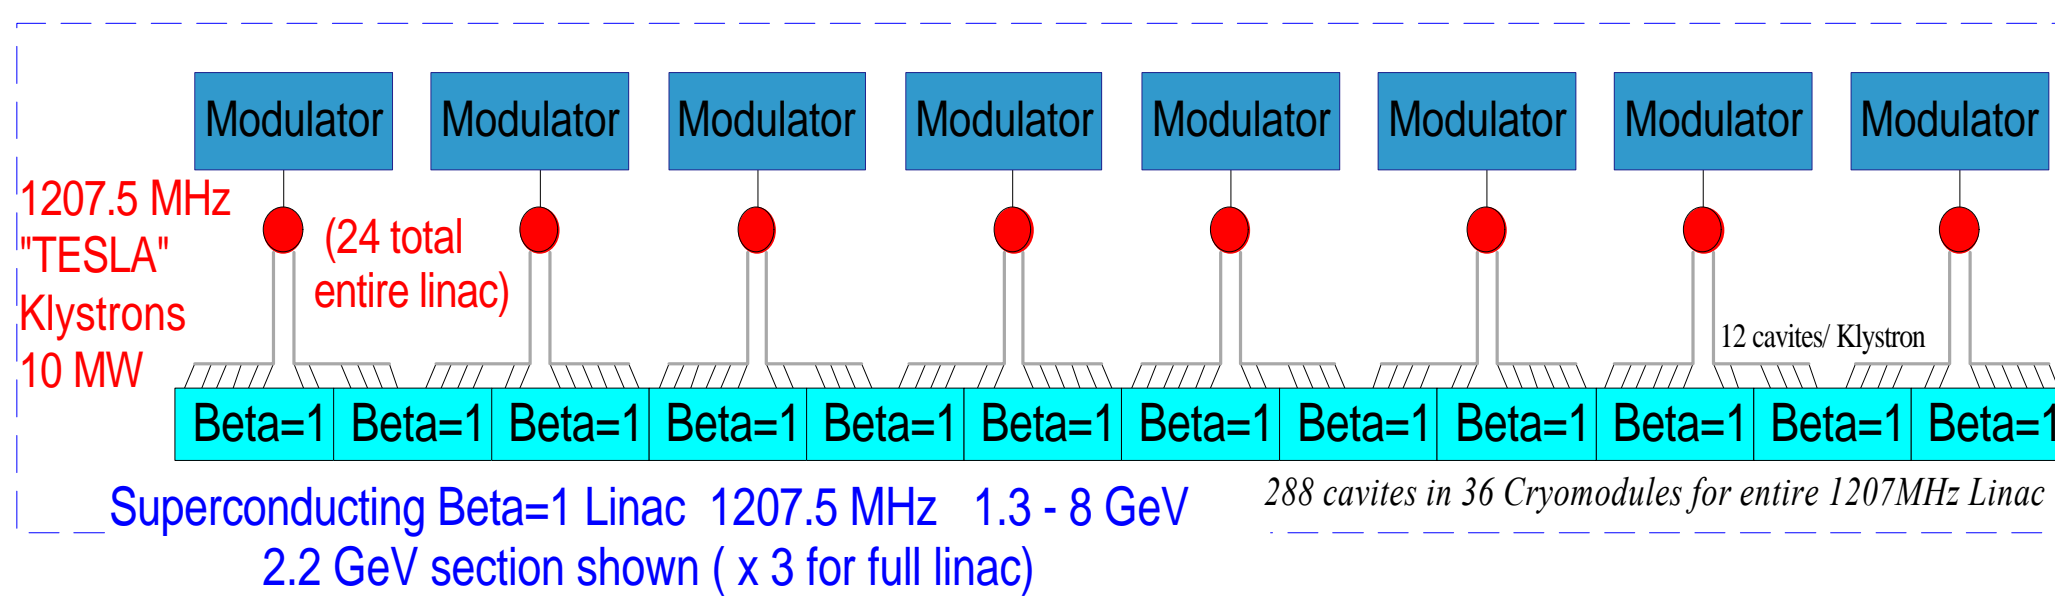 Modulator Modulator Modulator Modulator Modulator Modulator Modulator Modulator
1207.5 MHz
"TESLA"
Klystrons
10 MW
(24 total
entire linac)
12 cavites/ Klystron
Beta=1 Beta=1 Beta=1 Beta=1 Beta=1 Beta=1 Beta=1 Beta=1 Beta=1 Beta=1 Beta=1 Beta=1
Superconducting Beta=1 Linac 1207.5 MHz 1.3 - 8 GeV
288 cavites in 36 Cryomodules for entire 1207MHz Linac
2.2 GeV section shown ( x 3 for full linac)